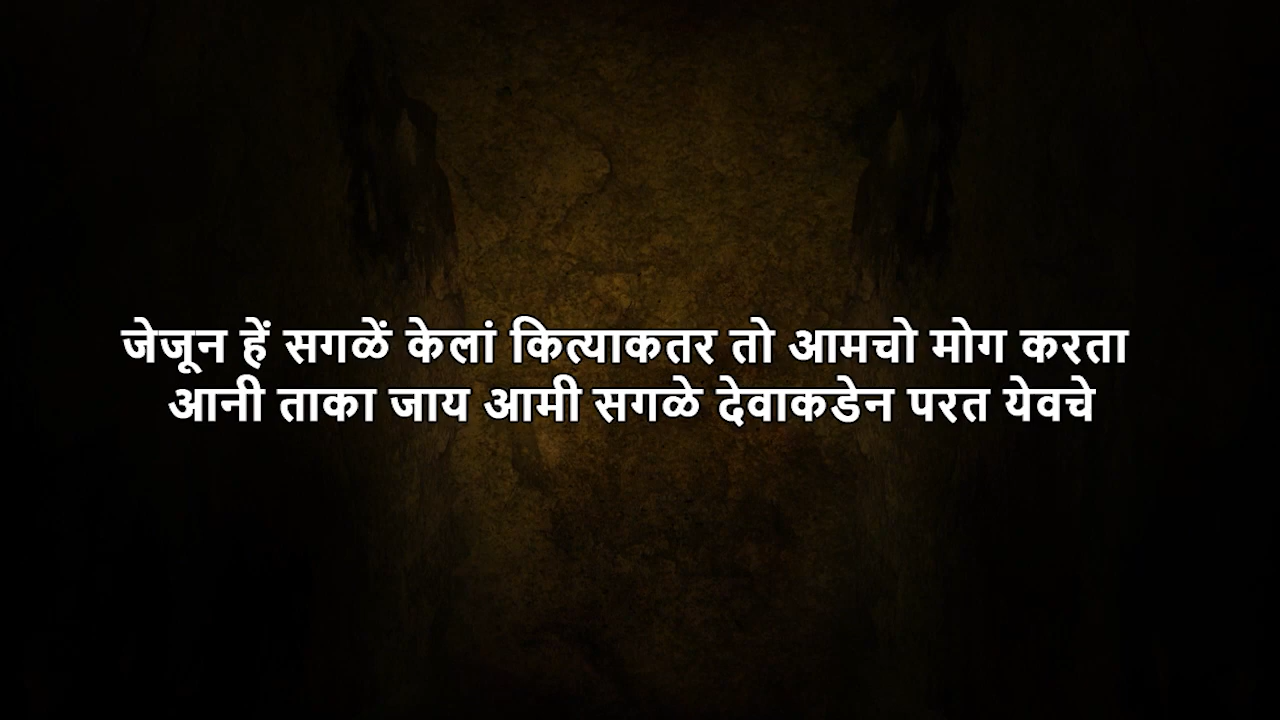 जेजून हें सगळें केलां कित्याकतर तो आमचो मोग करता
आनी ताका जाय आमी सगळे देवाकडेन परत येवचे